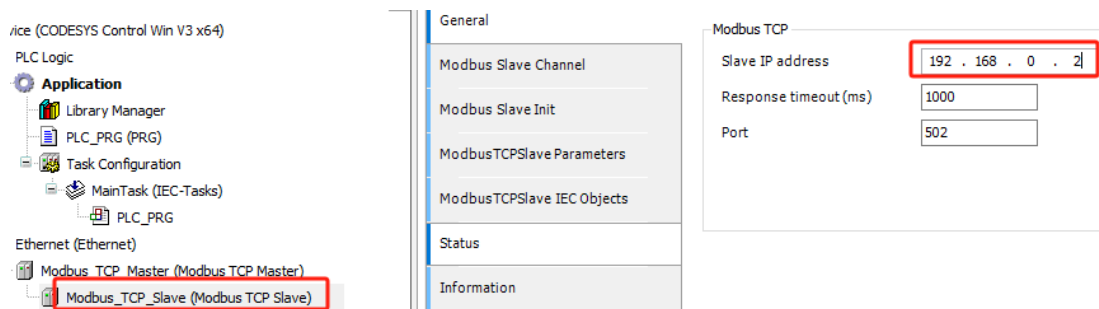 vice (CODESYS Control Win V3 x64)
PLC Logic
Application
Library Manager
PLC_PRG (PRG)
Task Configuration
MainTask (IEC-Tasks)
PLC_PRG
Ethernet (Ethernet)
Modbus_TCP_Master (Modbus TCP Master)
Modbus_TCP_Slave (Modbus TCP Slave)
General
Modbus Slave Channel
Modbus Slave Init
ModbusTCPSlave Parameters
ModbusTCPSlave IEC Objects
Status
Information
Modbus TCP
Slave IP address 192 . 168 . 0 . 2
Response timeout (ms) 1000
Port 502